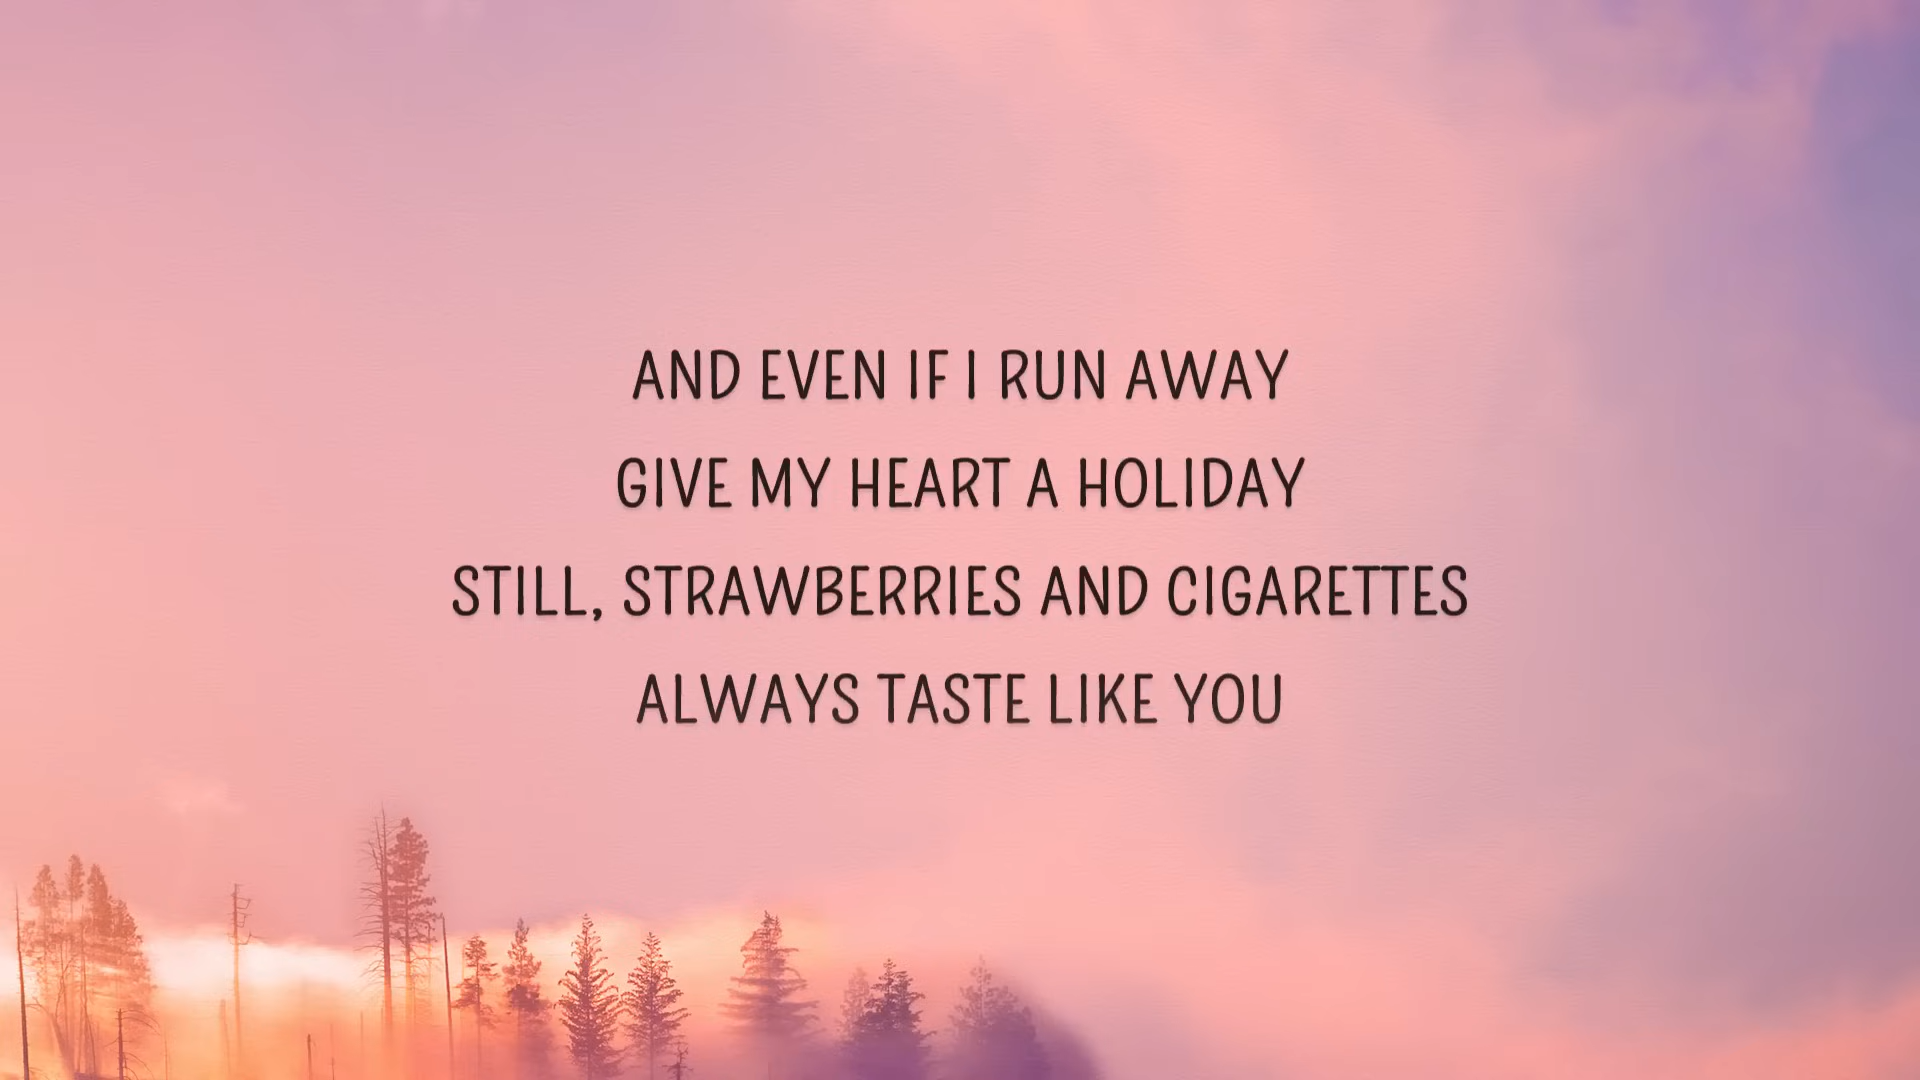 AND EVEN IF I RUN AWAY
GIVE MY HEART A HOLIDAY
STILL, STRAWBERRIES AND CIGARETTES
ALWAYS TASTE LIKE YOU